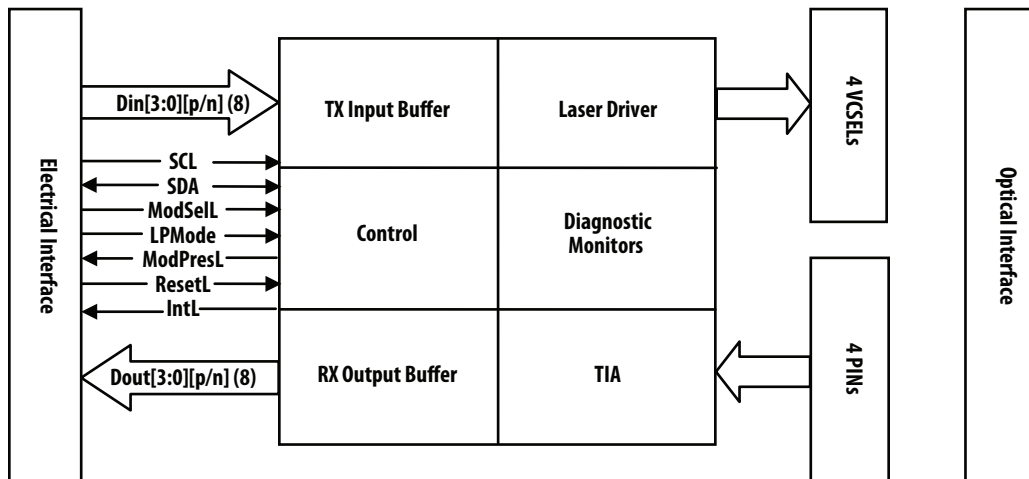 Electrical Interface
Din[3:0][p/n] (8)
SCL
SDA
ModSelL
LPMode
ModPresL
ResetL
IntL
Dout[3:0][p/n] (8)
TX Input Buffer
Laser Driver
Control
Diagnostic
Monitors
RX Output Buffer
TIA
4 VCSELs
4 PINs
Optical Interface